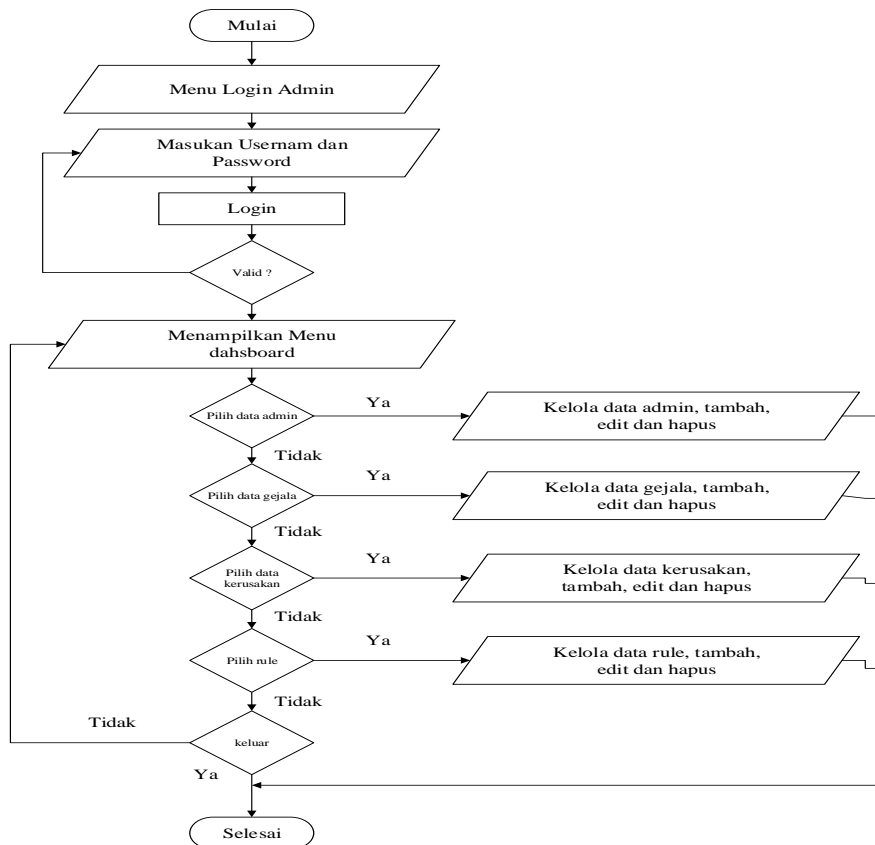 Mulai
Menu Login Admin
Masukan Usernam dan
Password
Login
Valid ?
Menampilkan Menu
dahsboard
Pilih data admin
Ya
Kelola data admin, tambah,
edit dan hapus
Tidak
Pilih data gejala
Ya
Kelola data gejala, tambah,
edit dan hapus
Tidak
Pilih data
kerusakan
Ya
Kelola data kerusakan,
tambah, edit dan hapus
Tidak
Pilih rule
Ya
Kelola data rule, tambah,
edit dan hapus
Tidak
Tidak
keluar
Ya
Selesai